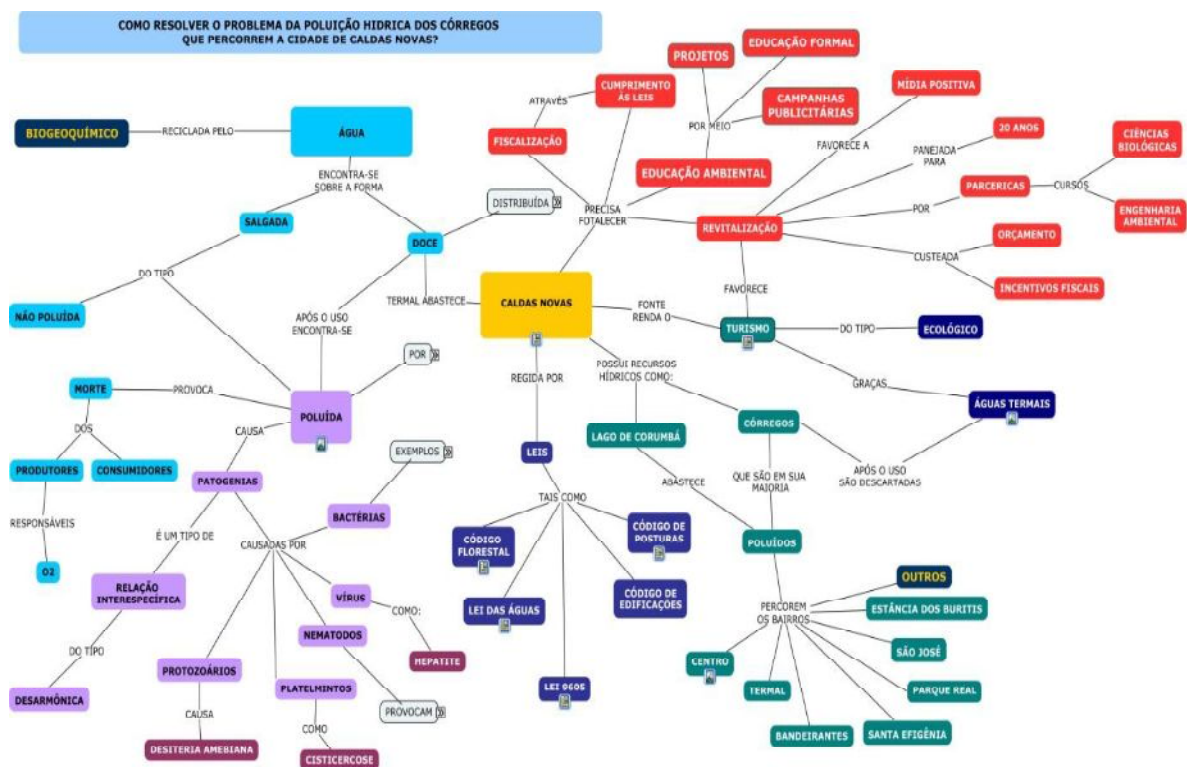 COMO RESOLVER O PROBLEMA DA POLUIÇÃO HIDRICA DOS CÓRREGOS
QUE PERCORREM A CIDADE DE CALDAS NOVAS?
PROJETOS
EDUCAÇÃO FORMAL
CUMPRIMENTO
ÀS LEIS
ATRAVÉS
MÍDIA POSITIVA
CAMPANHAS
PUBLICITÁRIAS
POR MEIO
BIOGEOQUÍMICO
RECICLADA PELO
ÁGUA
FISCALIZAÇÃO
FAVORECE A
20 ANOS
PANEJADA
PARA
CIÊNCIAS
BIOLÓGICAS
ENCONTRA-SE
SOBRE A FORMA
EDUCAÇÃO AMBIENTAL
PARCERICAS
CURSOS
DISTRIBUÍDA
PRECISA
FOTALECER
POR
SALGADA
REVITALIZAÇÃO
ENGENHARIA
AMBIENTAL
ORÇAMENTO
DOCE
CUSTEADA
DO TIPO
INCENTIVOS FISCAIS
FAVORECE
TERMAL ABASTECE
CALDAS NOVAS
FONTE
RENDA O
NÃO POLUÍDA
APÓS O USO
ENCONTRA-SE
TURISMO
DO TIPO
ECOLÓGICO
POR
POSSUI RECURSOS
HÍDRICOS COMO:
REGIDA POR
GRAÇAS
MORTE
PROVOCA
ÁGUAS TERMAIS
POLUÍDA
CÓRREGOS
DOS
CAUSA
LAGO DE CORUMBÁ
LEIS
EXEMPLOS
PRODUTORES
CONSUMIDORES
PATOGENIAS
QUE SÃO EM SUA
MAIORIA
APÓS O USO
SÃO DESCARTADAS
ABASTECE
TAIS COMO
BACTÉRIAS
RESPONSÁVEIS
É UM TIPO DE
CAUSADAS POR
CÓDIGO
FLORESTAL
CÓDIGO DE
POSTURAS
POLUÍDOS
O2
OUTROS
RELAÇÃO
INTERESPECÍFICA
VÍRUS
COMO:
LEI DAS ÁGUAS
CÓDIGO DE
EDIFICAÇÕES
PERCOREM
OS BAIRROS
ESTÂNCIA DOS BURITIS
NEMATODOS
SÃO JOSÉ
DO TIPO
HEPATITE
CENTRO
PROTOZOÁRIOS
PLATELMINTOS
LEI 9605
TERMAL
PARQUE REAL
DESARMÔNICA
PROVOCAM
CAUSA
COMO
BANDEIRANTES
SANTA EFIGÊNIA
DESITERIA AMEBIANA
CISTICERCOSE